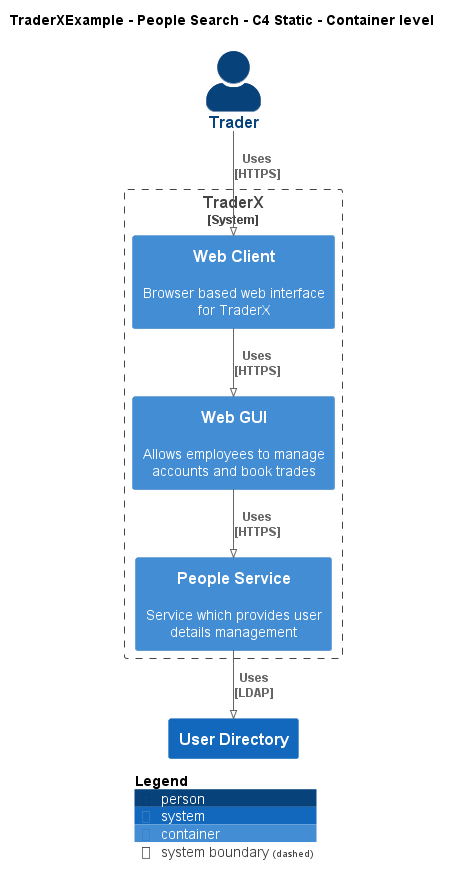 TraderXExample - People Search - C4 Static - Container level
Trader
Uses
[HTTPS]
TraderX
[System]
Web Client
Browser based web interface
for TraderX
Uses
[HTTPS]
Web GUI
Allows employees to manage
accounts and book trades
Uses
[HTTPS]
People Service
Service which provides user
details management
Uses
[LDAP]
User Directory
Legend
person
system
container
system boundary (dashed)